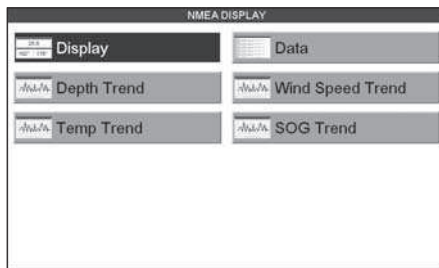 NMEA DISPLAY
Display
Data
Depth Trend
Wind Speed Trend
Temp Trend
SOG Trend